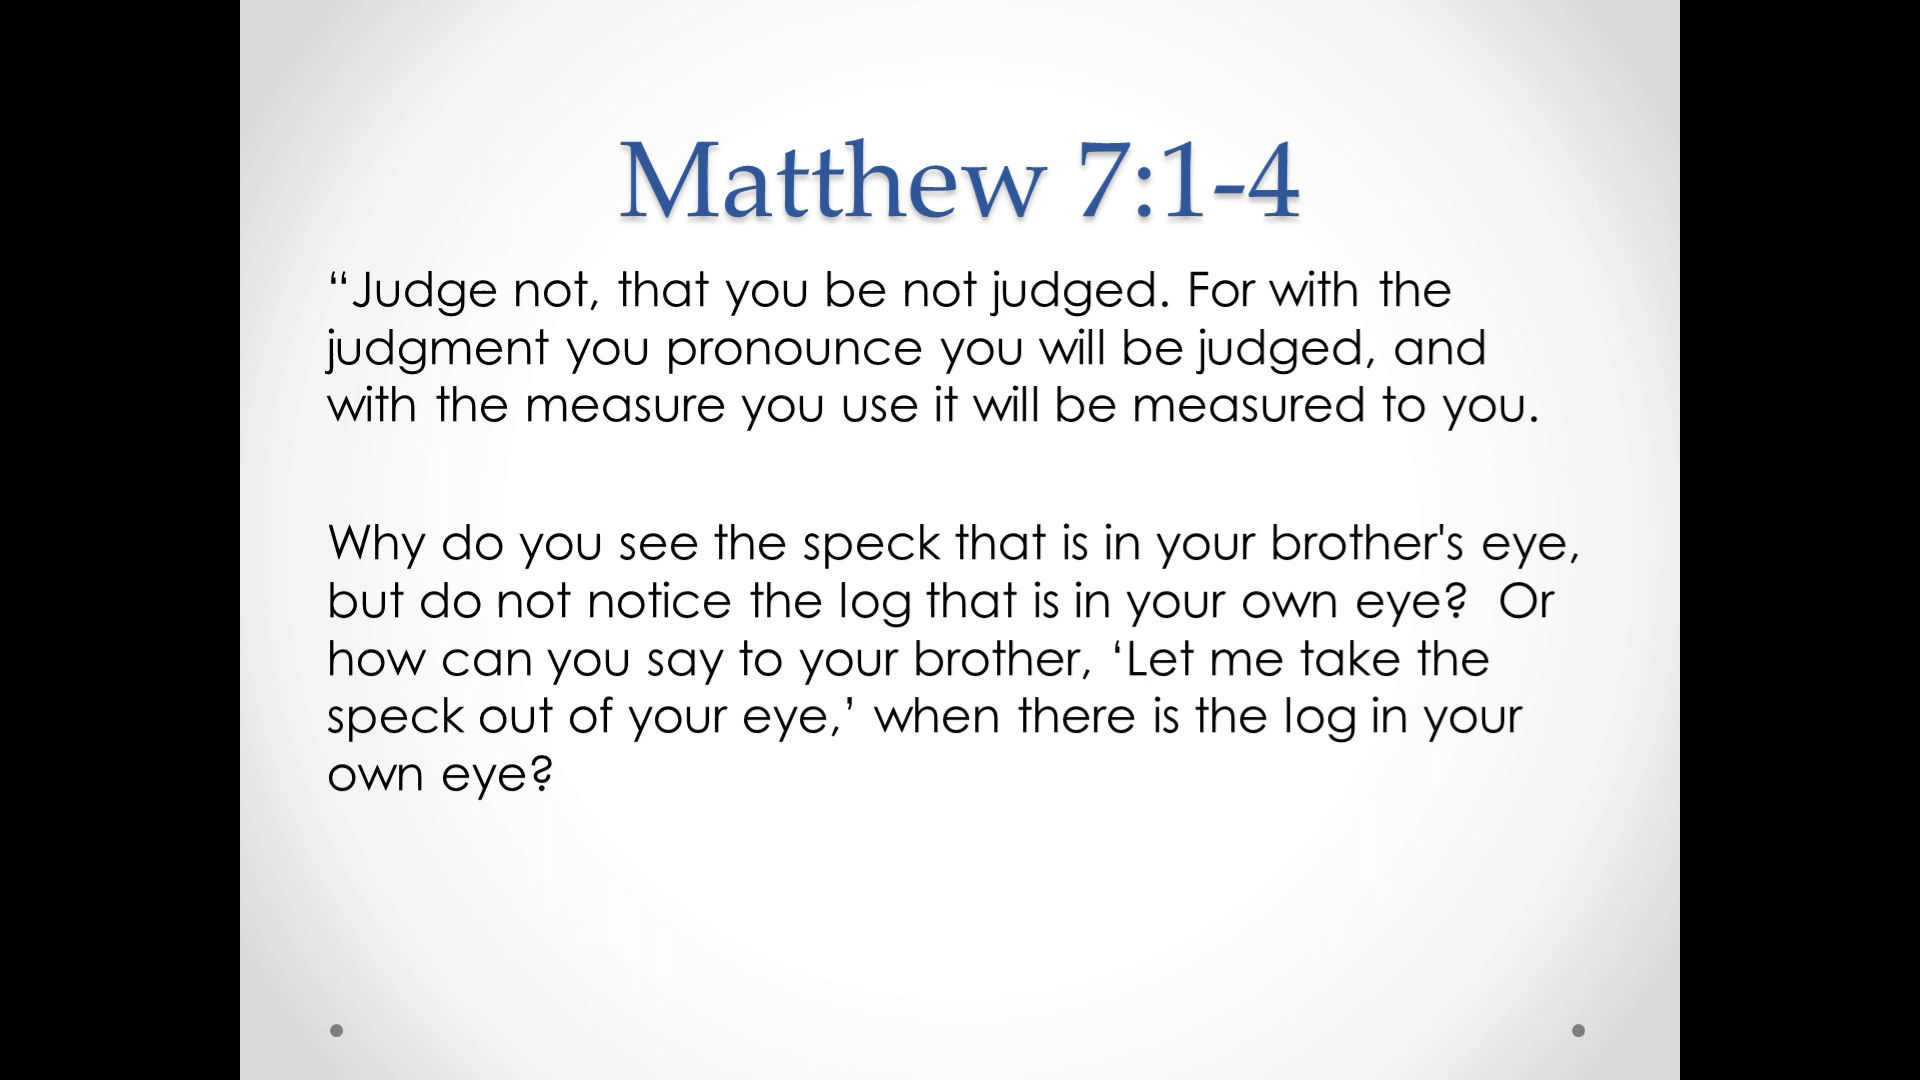 Matthew 7:1-4
“Judge not, that you be not judged. For with the
judgment you pronounce you will be judged, and
with the measure you use it will be measured to you.
Why do you see the speck that is in your brother's eye,
but do not notice the log that is in your own eye?  Or
how can you say to your brother, ‘Let me take the
speck out of your eye,’ when there is the log in your
own eye?